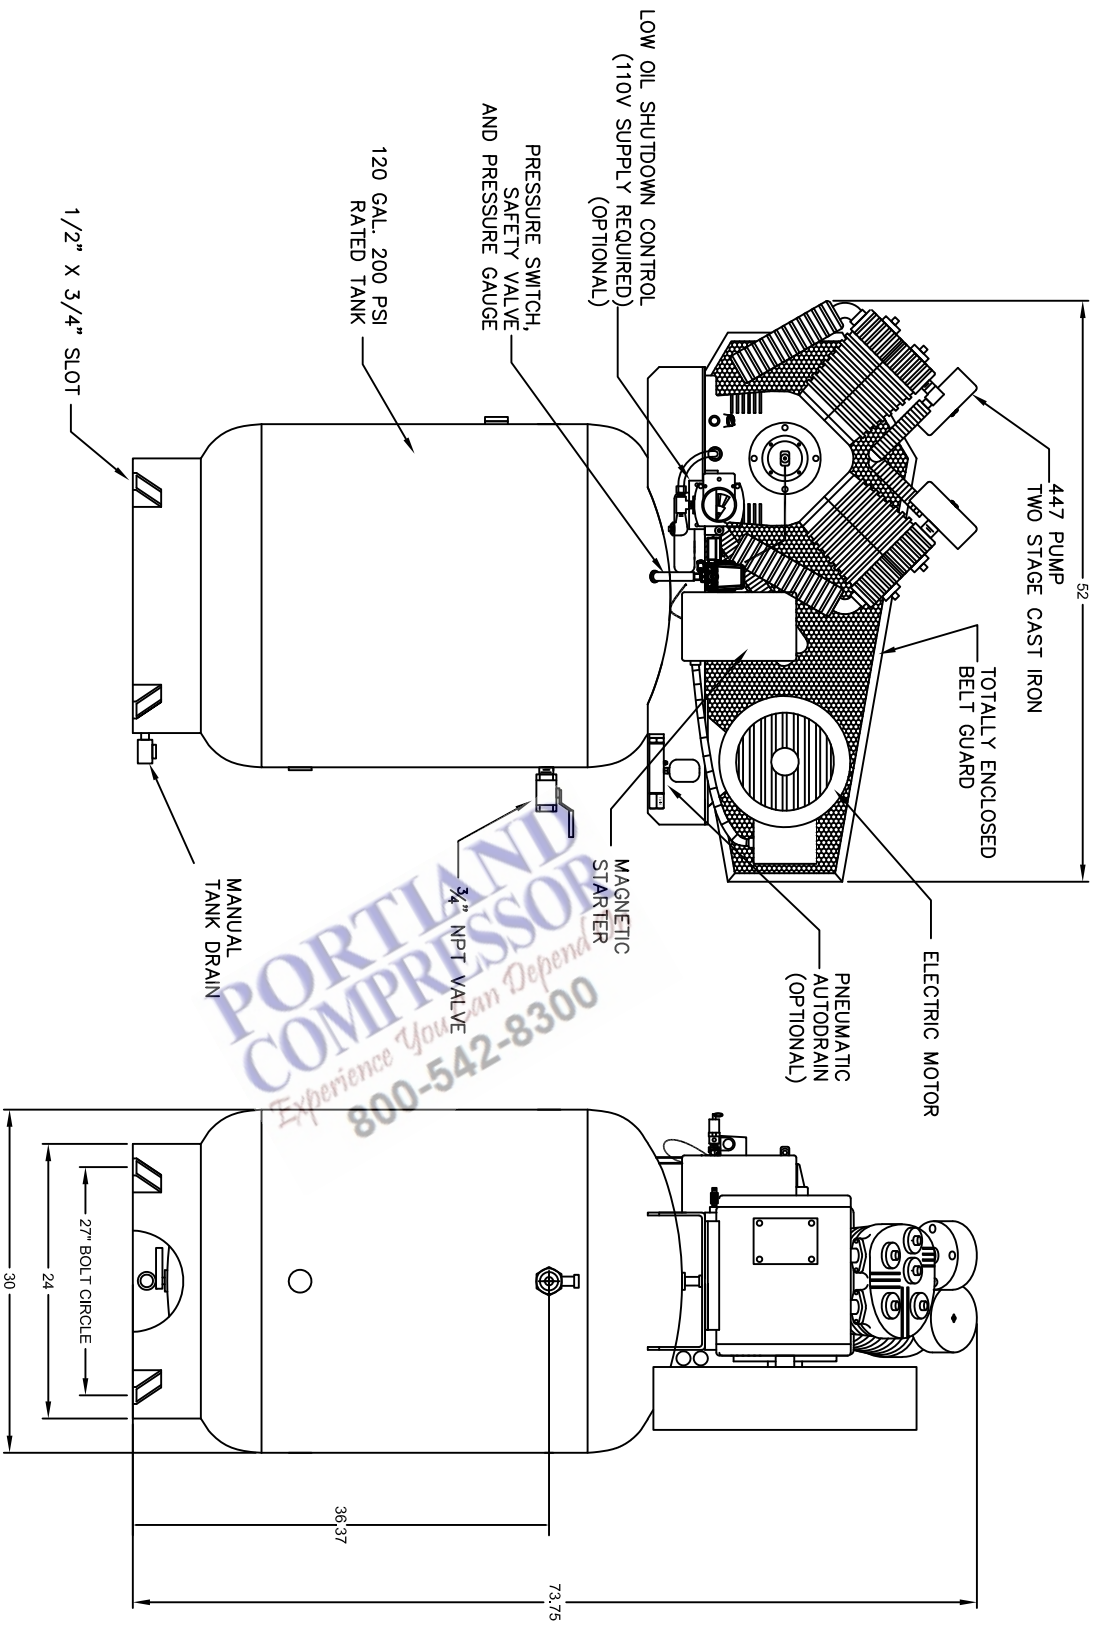 LOW OIL SHUTDOWN CONTROL
(110V SUPPLY REQUIRED)
(OPTIONAL)
PRESSURE SWITCH,
SAFETY VALVE
AND PRESSURE GAUGE
120 GAL. 200 PSI
RATED TANK
1/2" X 3/4" SLOT
52
447 PUMP
TWO STAGE CAST IRON
TOTALLY ENCLOSED
BELT GUARD
ELECTRIC MOTOR
PNEUMATIC
AUTODRAIN
(OPTIONAL)
MAGNETIC
STARTER
3/4" NPT VALVE
MANUAL
TANK DRAIN
PORTLAND
COMPRESSOR
Experience You Can Depend On
800-542-8300
27" BOLT CIRCLE
24
30
36.37
73.75